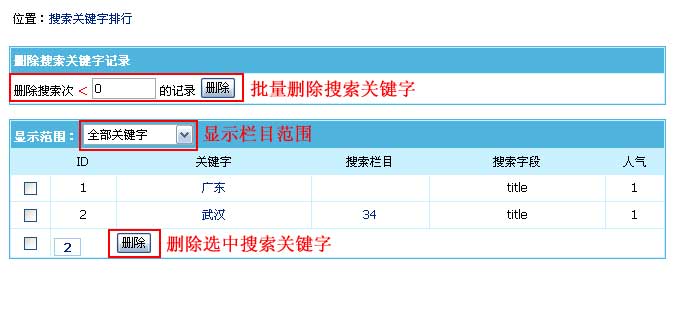 位置：搜索关键字排行
删除搜索关键字记录
删除搜索次 < 0 的记录 删除 批量删除搜索关键字
显示范围： 全部关键字 显示栏目范围
ID 关键字 搜索栏目 搜索字段 人气
1 广东 title 1
2 武汉 34 title 1
2 删除 删除选中搜索关键字